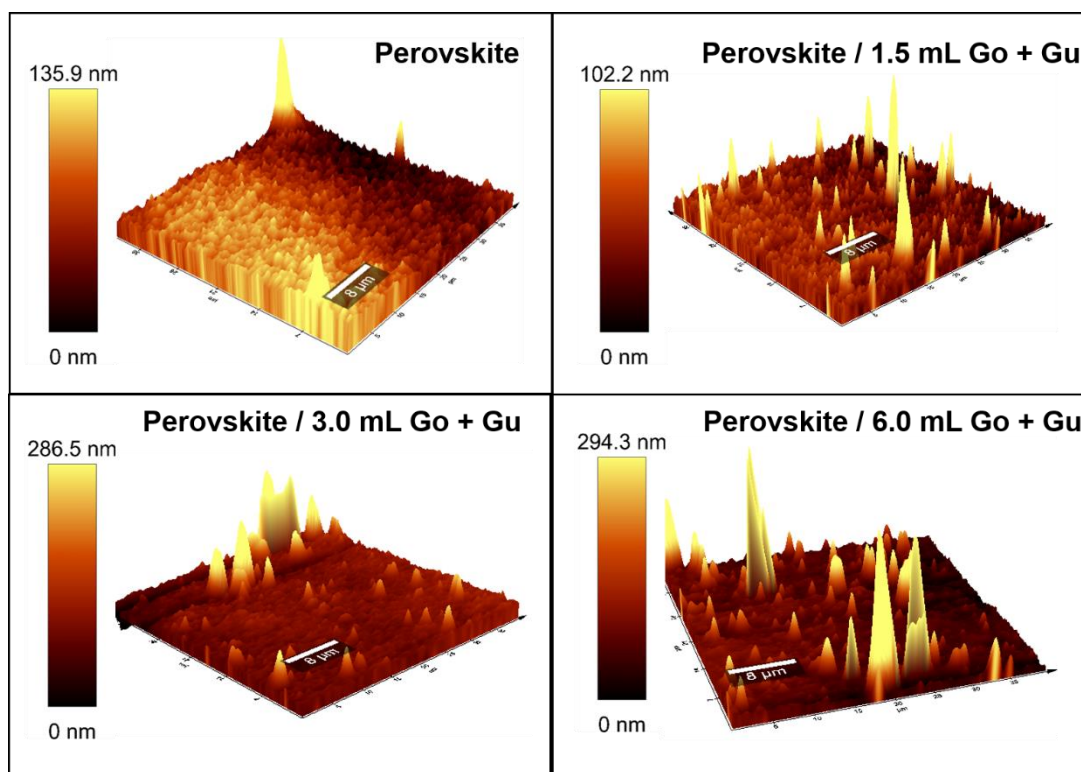 Perovskite
135.9 nm
8 µm
0 nm
Perovskite / 1.5 mL Go + Gu
102.2 nm
8 µm
0 nm
Perovskite / 3.0 mL Go + Gu
286.5 nm
8 µm
0 nm
Perovskite / 6.0 mL Go + Gu
294.3 nm
8 µm
0 nm